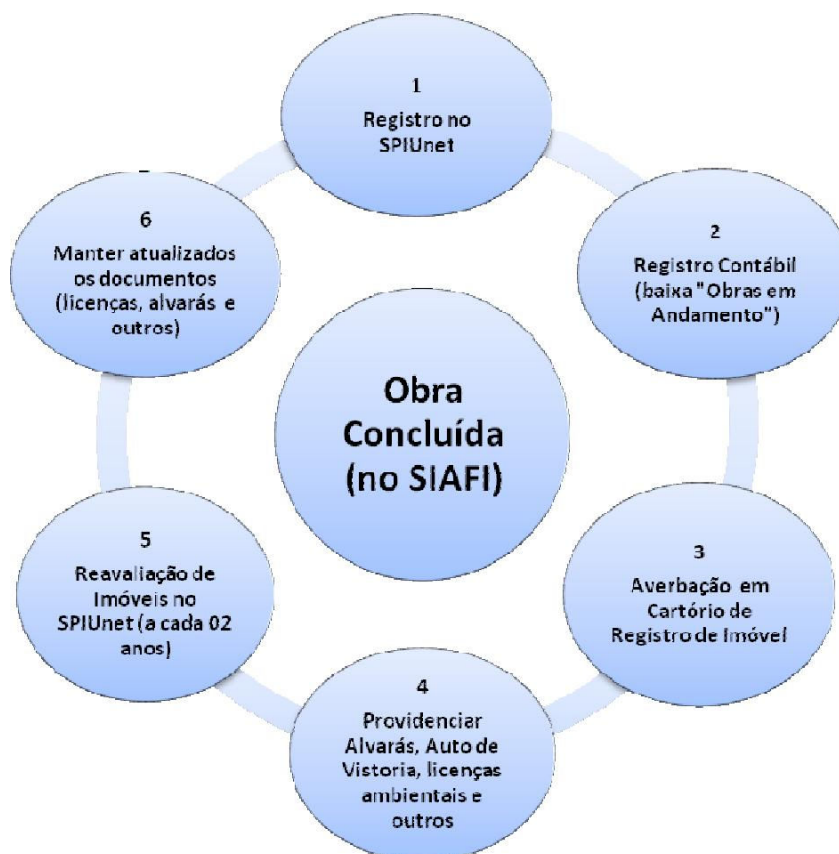 1
Registro no
SPIUnet
2
Registro Contábil
(baixa "Obras em
Andamento")
3
Averbação em
Cartório de
Registro de Imóvel
4
Providenciar
Alvarás, Auto de
Vistoria, licenças
ambientais e
outros
5
Reavaliação de
Imóveis no
SPIUnet (a cada 02
anos)
6
Manter atualizados
os documentos
(licenças, alvarás e
outros)
Obra
Concluída
(no SIAFI)